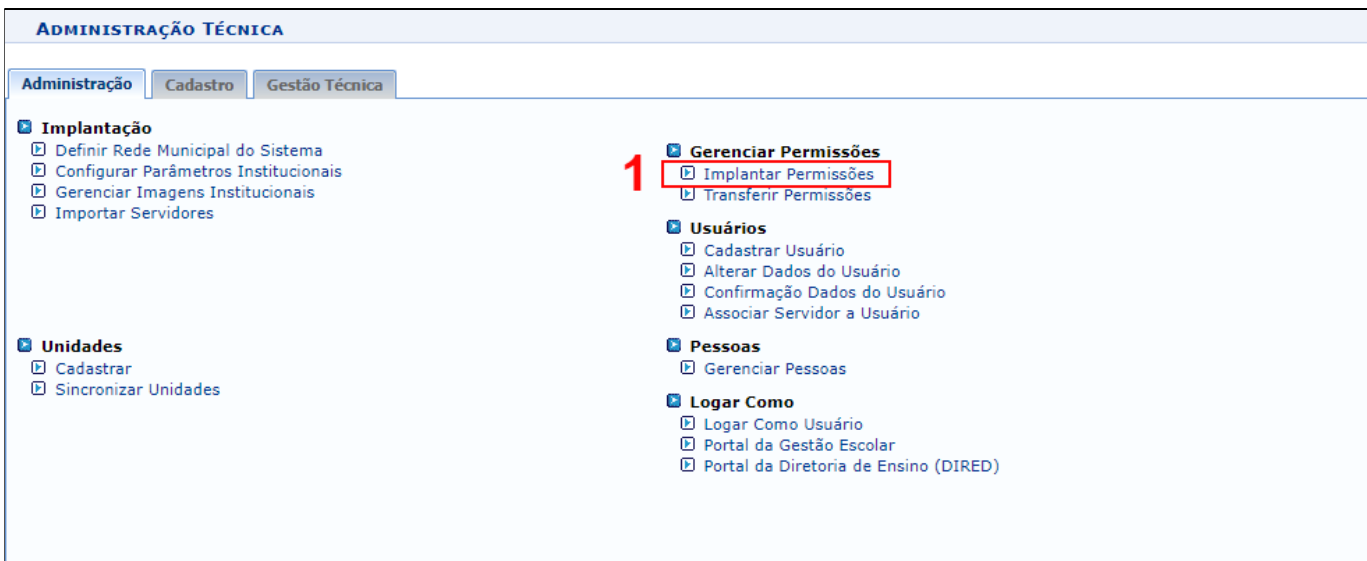 ADMINISTRAÇÃO TÉCNICA
Administração Cadastro Gestão Técnica
Implantação
Definir Rede Municipal do Sistema
Configurar Parâmetros Institucionais
Gerenciar Imagens Institucionais
Importar Servidores
Unidades
Cadastrar
Sincronizar Unidades
Gerenciar Permissões
1 Implantar Permissões
Transferir Permissões
Usuários
Cadastrar Usuário
Alterar Dados do Usuário
Confirmação Dados do Usuário
Associar Servidor a Usuário
Pessoas
Gerenciar Pessoas
Logar Como
Logar Como Usuário
Portal da Gestão Escolar
Portal da Diretoria de Ensino (DIRED)